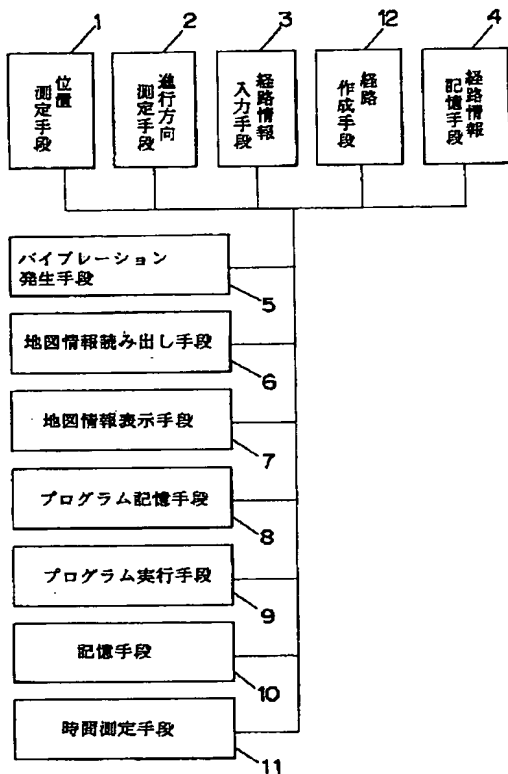 1
2
3
12
4
位置
測定手段
進行方向
測定手段
経路情報
入力手段
経路
作成手段
経路情報
記憶手段
バイブレーション
発生手段
5
地図情報読み出し手段
6
地図情報表示手段
7
プログラム記憶手段
8
プログラム実行手段
9
記憶手段
10
時間測定手段
11